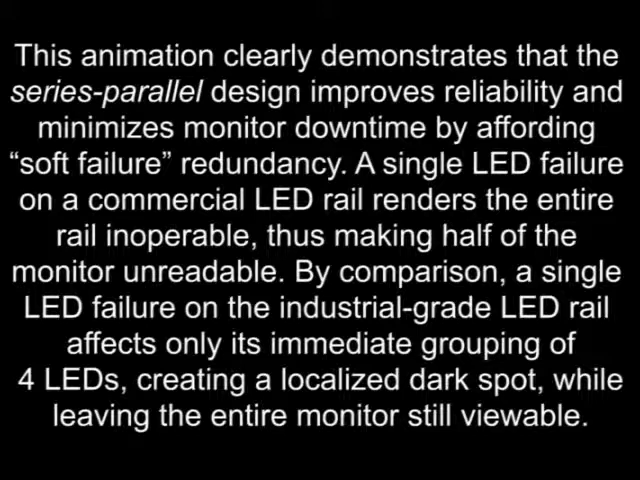 This animation clearly demonstrates that the
series-parallel design improves reliability and
minimizes monitor downtime by affording
“soft failure” redundancy. A single LED failure
on a commercial LED rail renders the entire
rail inoperable, thus making half of the
monitor unreadable. By comparison, a single
LED failure on the industrial-grade LED rail
affects only its immediate grouping of
4 LEDs, creating a localized dark spot, while
leaving the entire monitor still viewable.